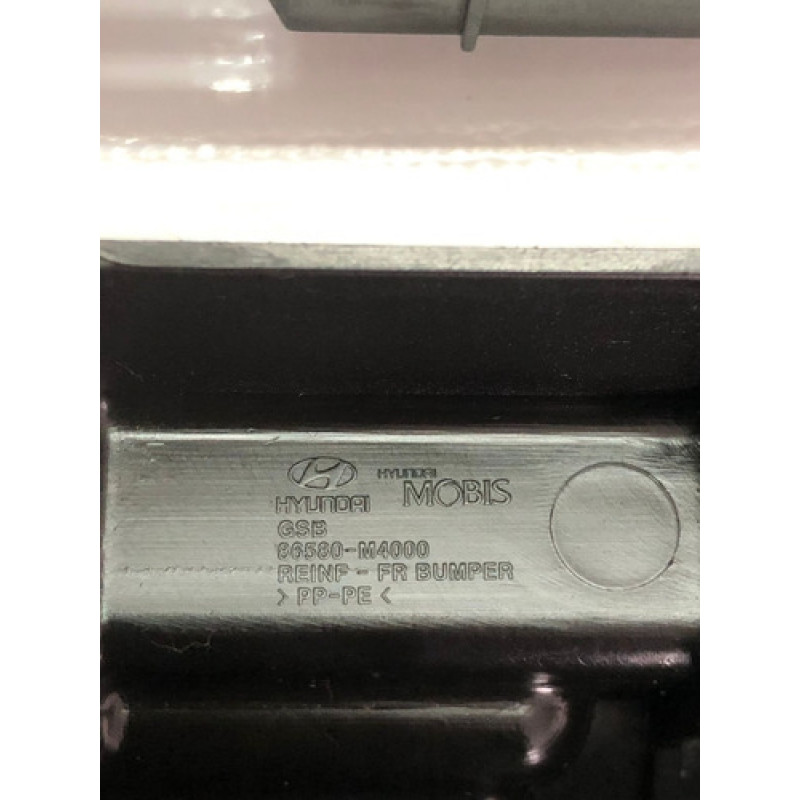 HYUNDAI
HYUNDAI
MOBIS
GSB
86580-M4000
REINF - FR BUMPER
> PP-PE <